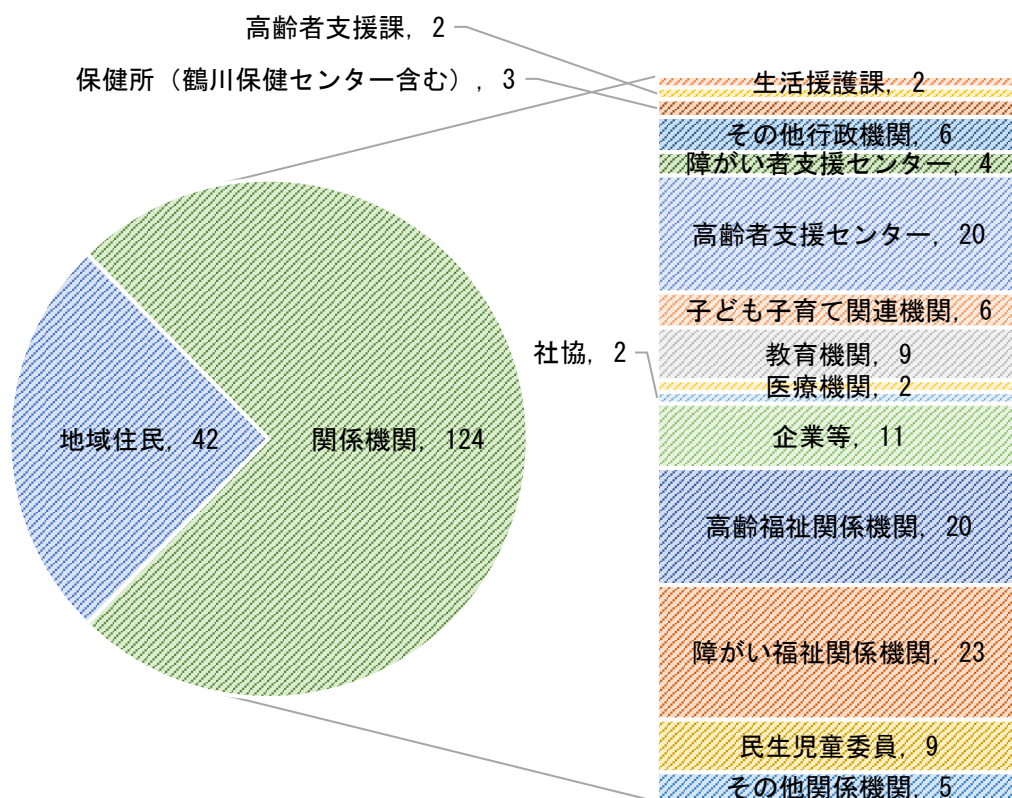 高齢者支援課, 2
保健所（鶴川保健センター含む）, 3
生活援護課, 2
その他行政機関, 6
障がい者支援センター, 4
高齢者支援センター, 20
子ども子育て関連機関, 6
社協, 2
教育機関, 9
医療機関, 2
企業等, 11
地域住民, 42
関係機関, 124
高齢福祉関係機関, 20
障がい福祉関係機関, 23
民生児童委員, 9
その他関係機関, 5